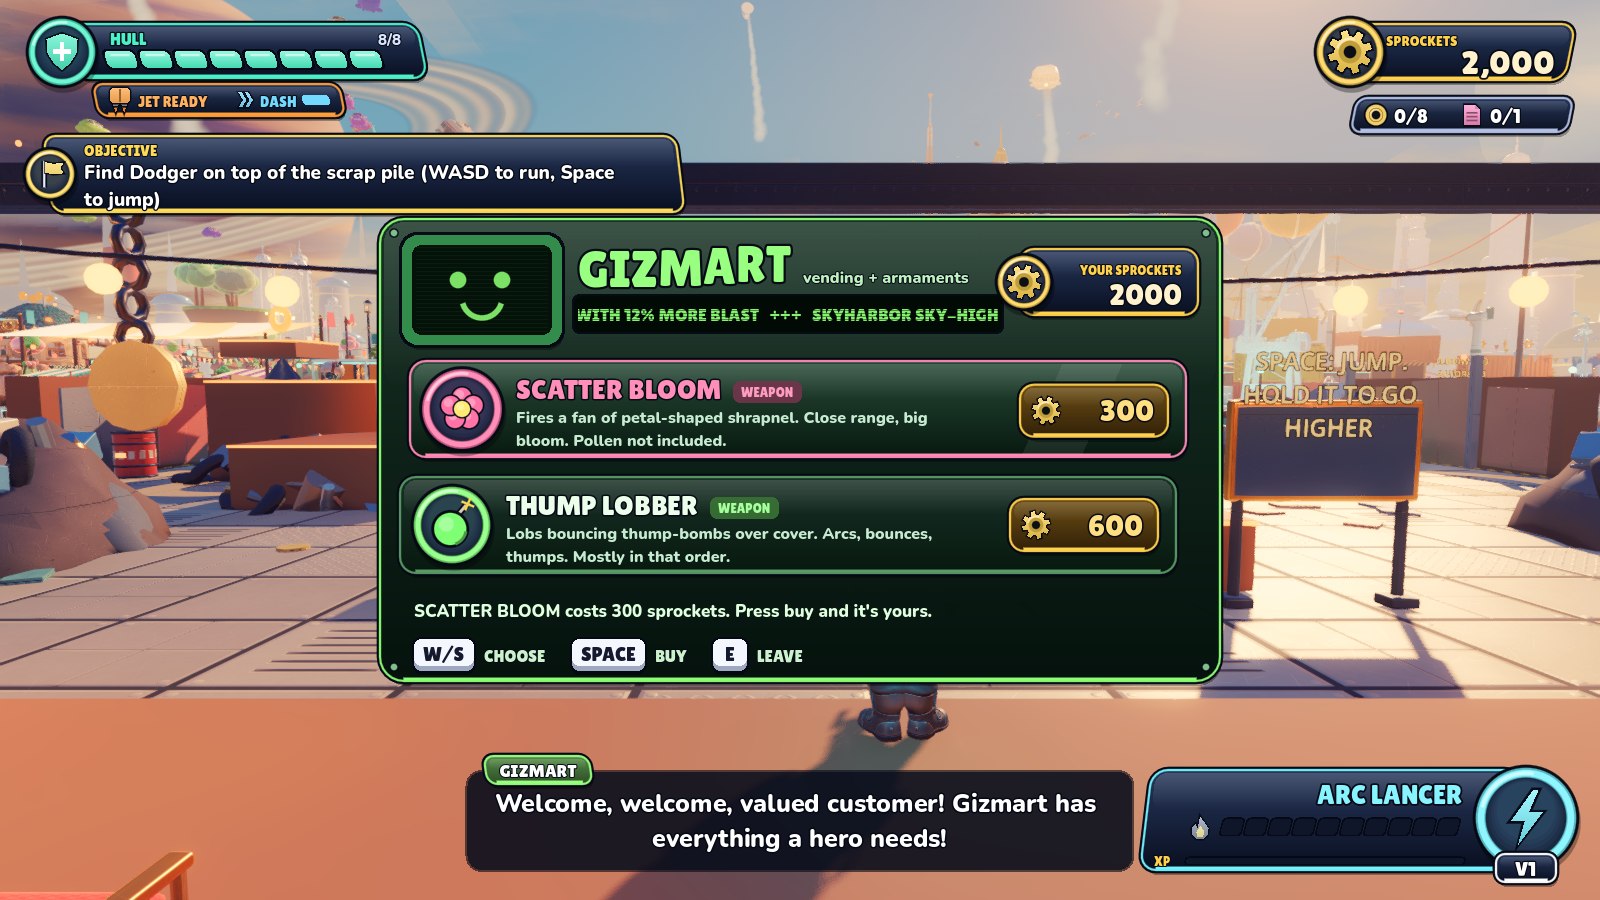 HULL
8/8
JET READY
DASH
SPROCKETS
2,000
0/8
0/1
OBJECTIVE
Find Dodger on top of the scrap pile (WASD to run, Space
to jump)
GIZMART
vending + armaments
YOUR SPROCKETS
2000
WITH 12% MORE BLAST +++ SKYHARBOR SKY-HIGH
SCATTER BLOOM
WEAPON
Fires a fan of petal-shaped shrapnel. Close range, big
bloom. Pollen not included.
300
THUMP LOBBER
WEAPON
Lobs bouncing thump-bombs over cover. Arcs, bounces,
thumps. Mostly in that order.
600
SCATTER BLOOM costs 300 sprockets. Press buy and it's yours.
W/S CHOOSE SPACE BUY E LEAVE
SPACE: JUMP.
HOLD IT TO GO
HIGHER
GIZMART
Welcome, welcome, valued customer! Gizmart has
everything a hero needs!
ARC LANCER
XP
V1